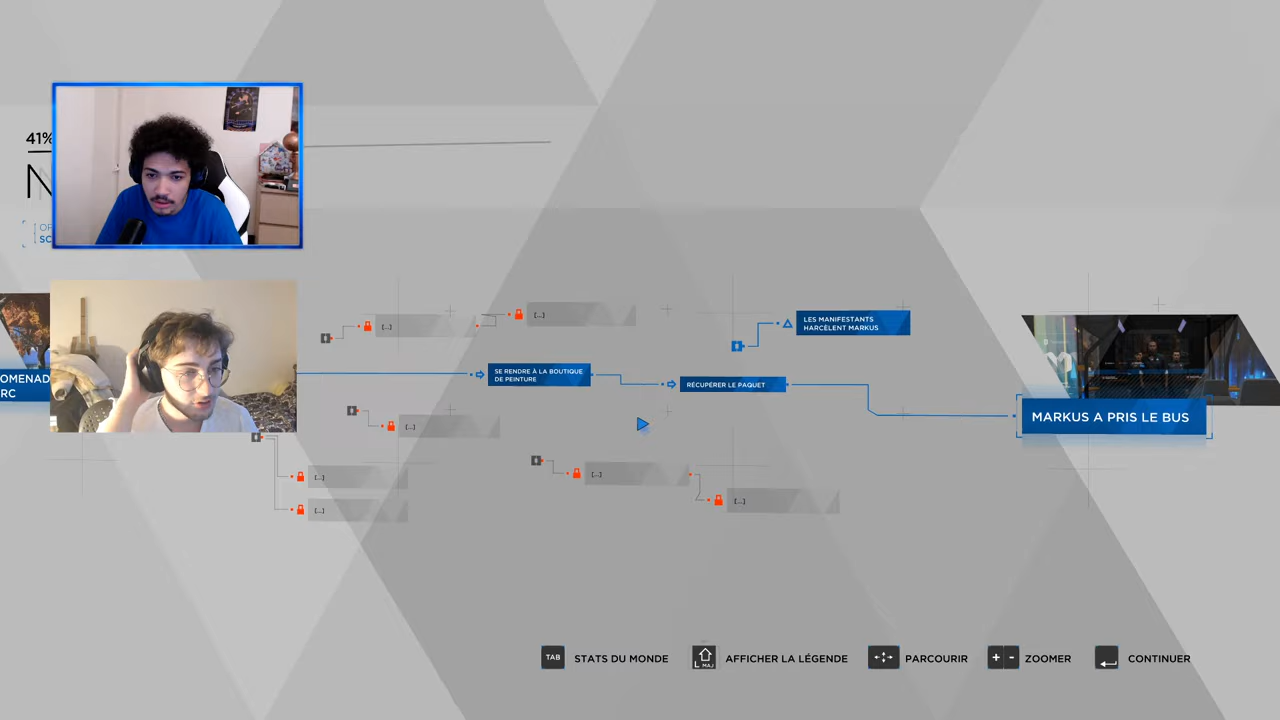 41%
N
SC
OMENAD
RC
[...]
[...]
LES MANIFESTANTS
HARCÈLENT MARKUS
SE RENDRE À LA BOUTIQUE
DE PEINTURE
RÉCUPÉRER LE PAQUET
MARKUS A PRIS LE BUS
[...]
[...]
[...]
[...]
[...]
TAB STATS DU MONDE
MAJ AFFICHER LA LÉGENDE
PARCOURIR
+ - ZOOMER
CONTINUER